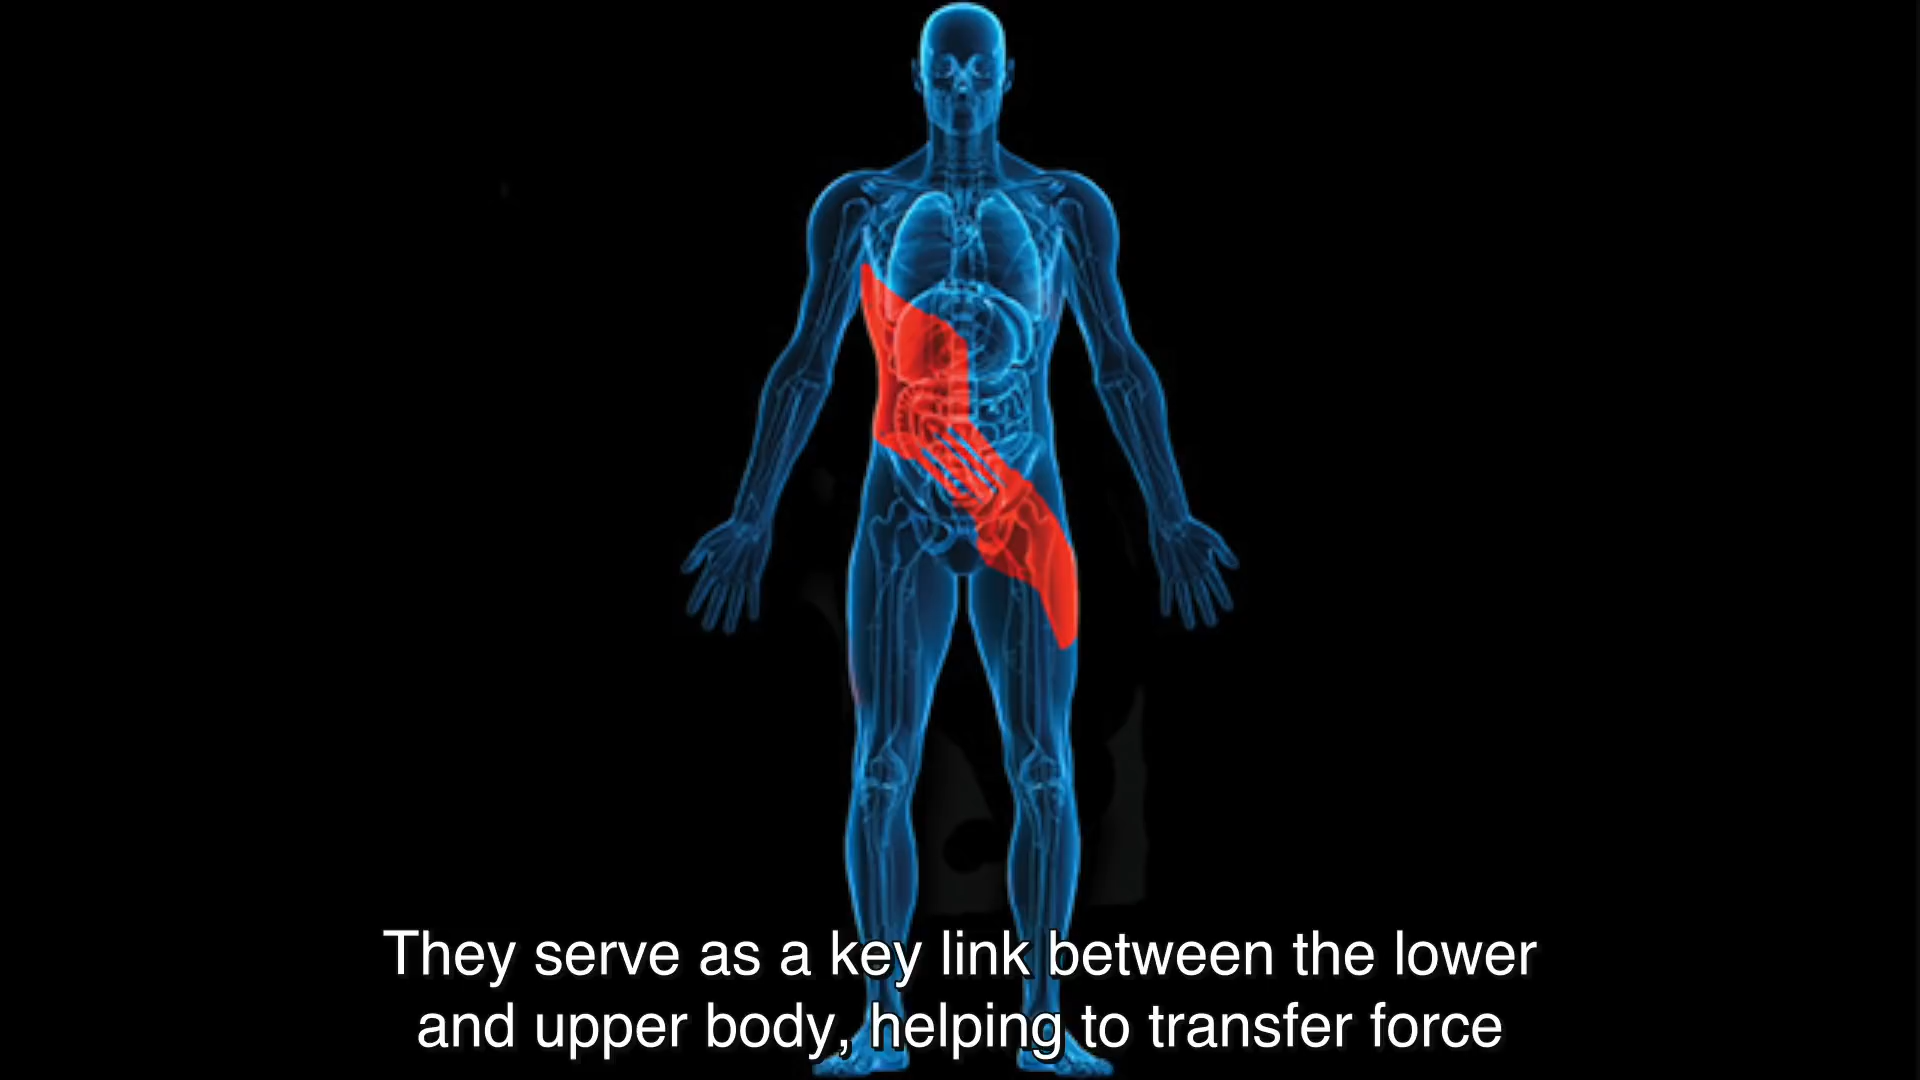 They serve as a key link between the lower
and upper body, helping to transfer force